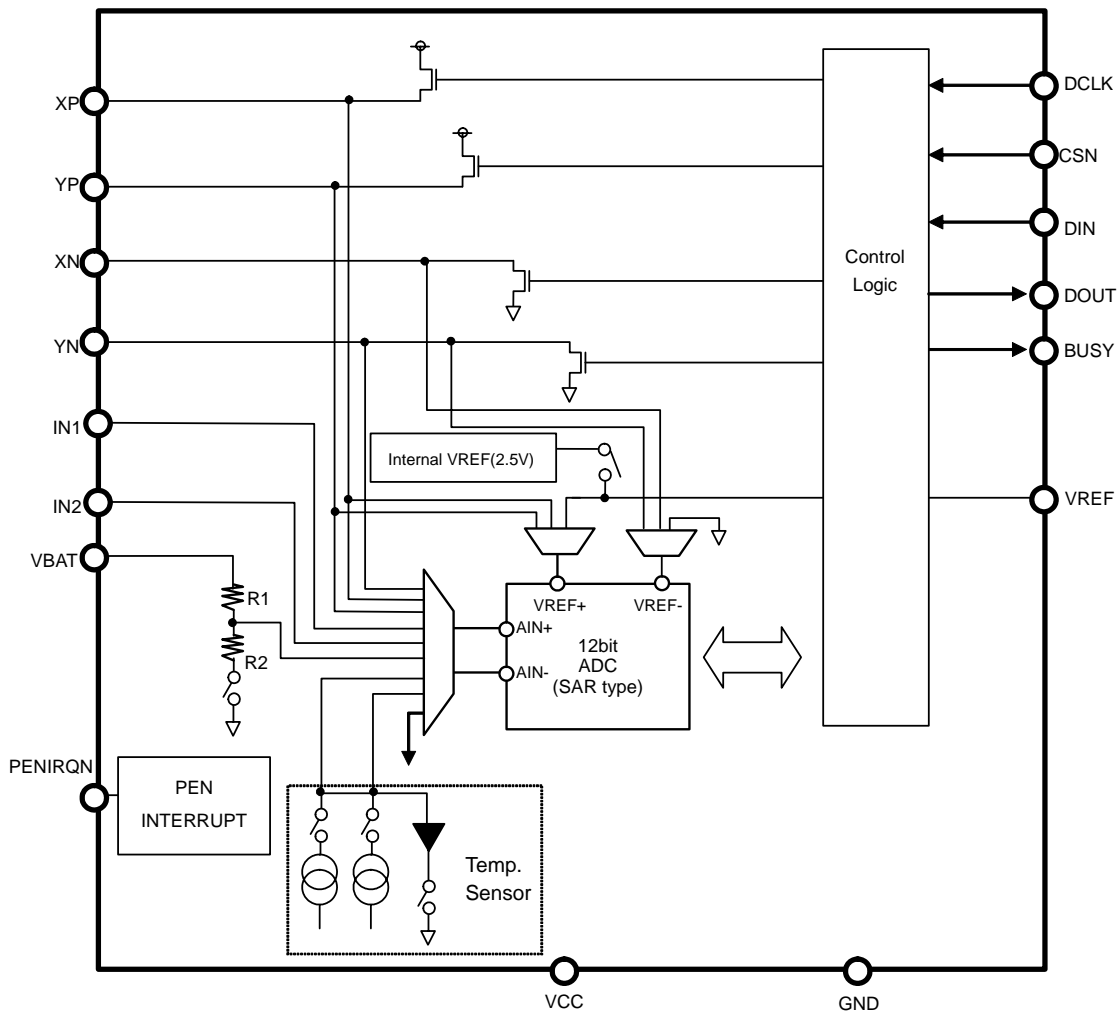 XP
YP
XN
YN
IN1
IN2
VBAT
PENIRQN
DCLK
CSN
DIN
DOUT
BUSY
VREF
Control
Logic
Internal VREF(2.5V)
R1
R2
VREF+
VREF-
AIN+
AIN-
12bit
ADC
(SAR type)
PEN
INTERRUPT
Temp.
Sensor
VCC
GND